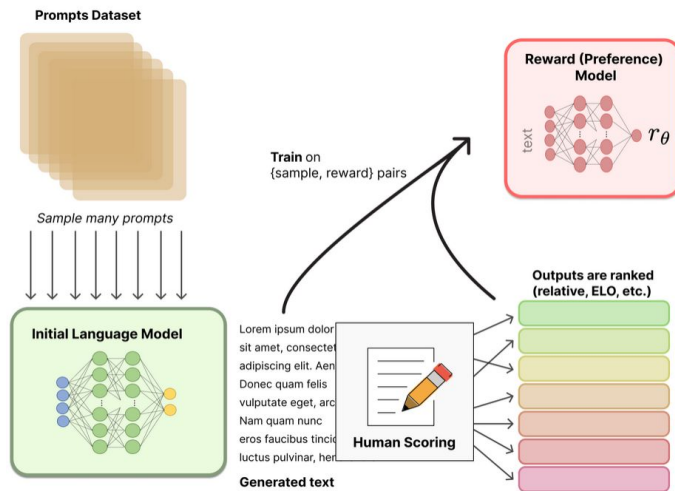 Prompts Dataset
Sample many prompts
Initial Language Model
Train on
{sample, reward} pairs
Reward (Preference)
Model
text
r_θ
Lorem ipsum dolor
sit amet, consectet
adipiscing elit. Aen
Donec quam felis
vulputate eget, arc
Nam quam nunc
eros faucibus tincid
luctus pulvinar, her
Generated text
Human Scoring
Outputs are ranked
(relative, ELO, etc.)